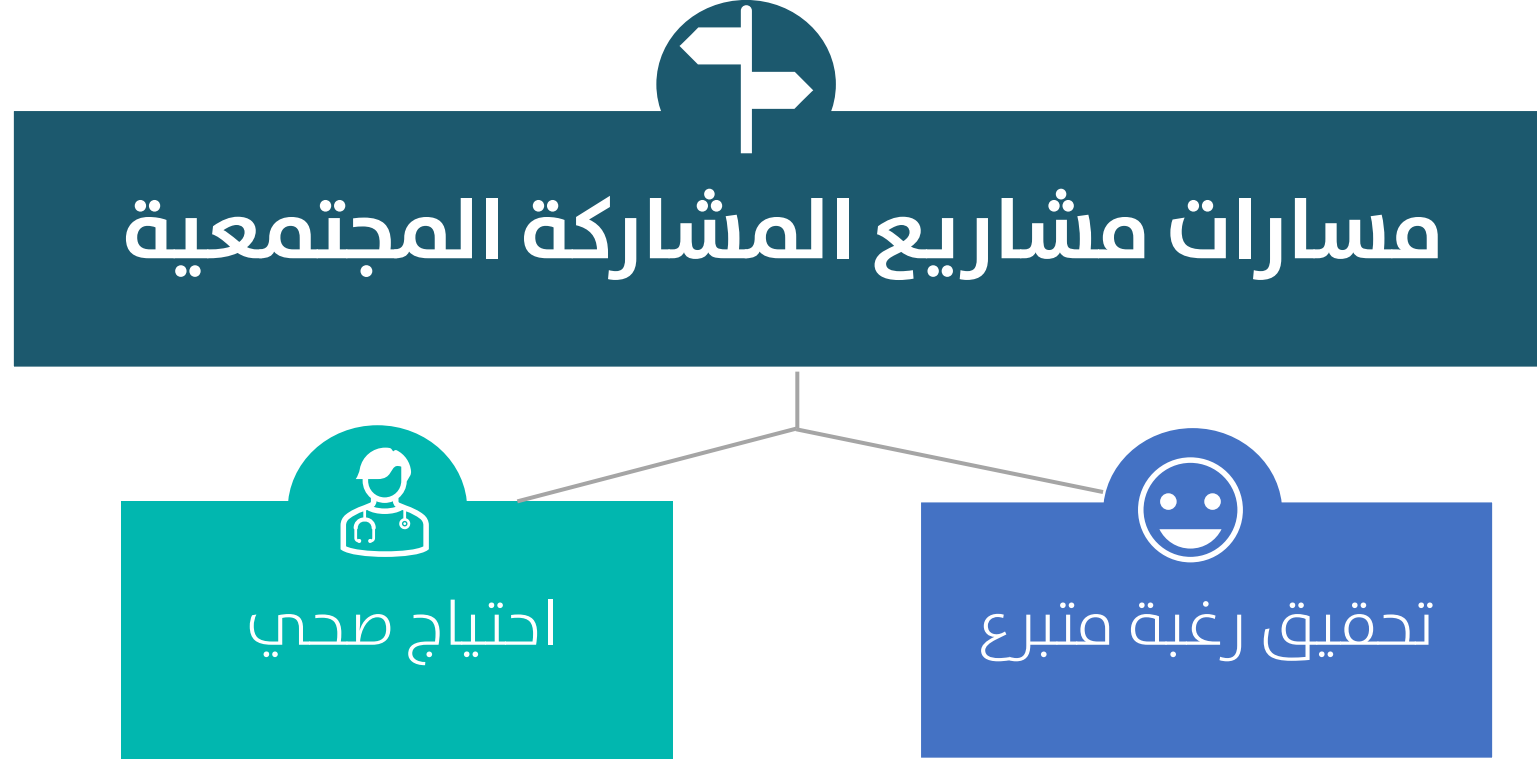 مسارات مشاريع المشاركة المجتمعية
تحقيق رغبة متبرع
احتياج صحي